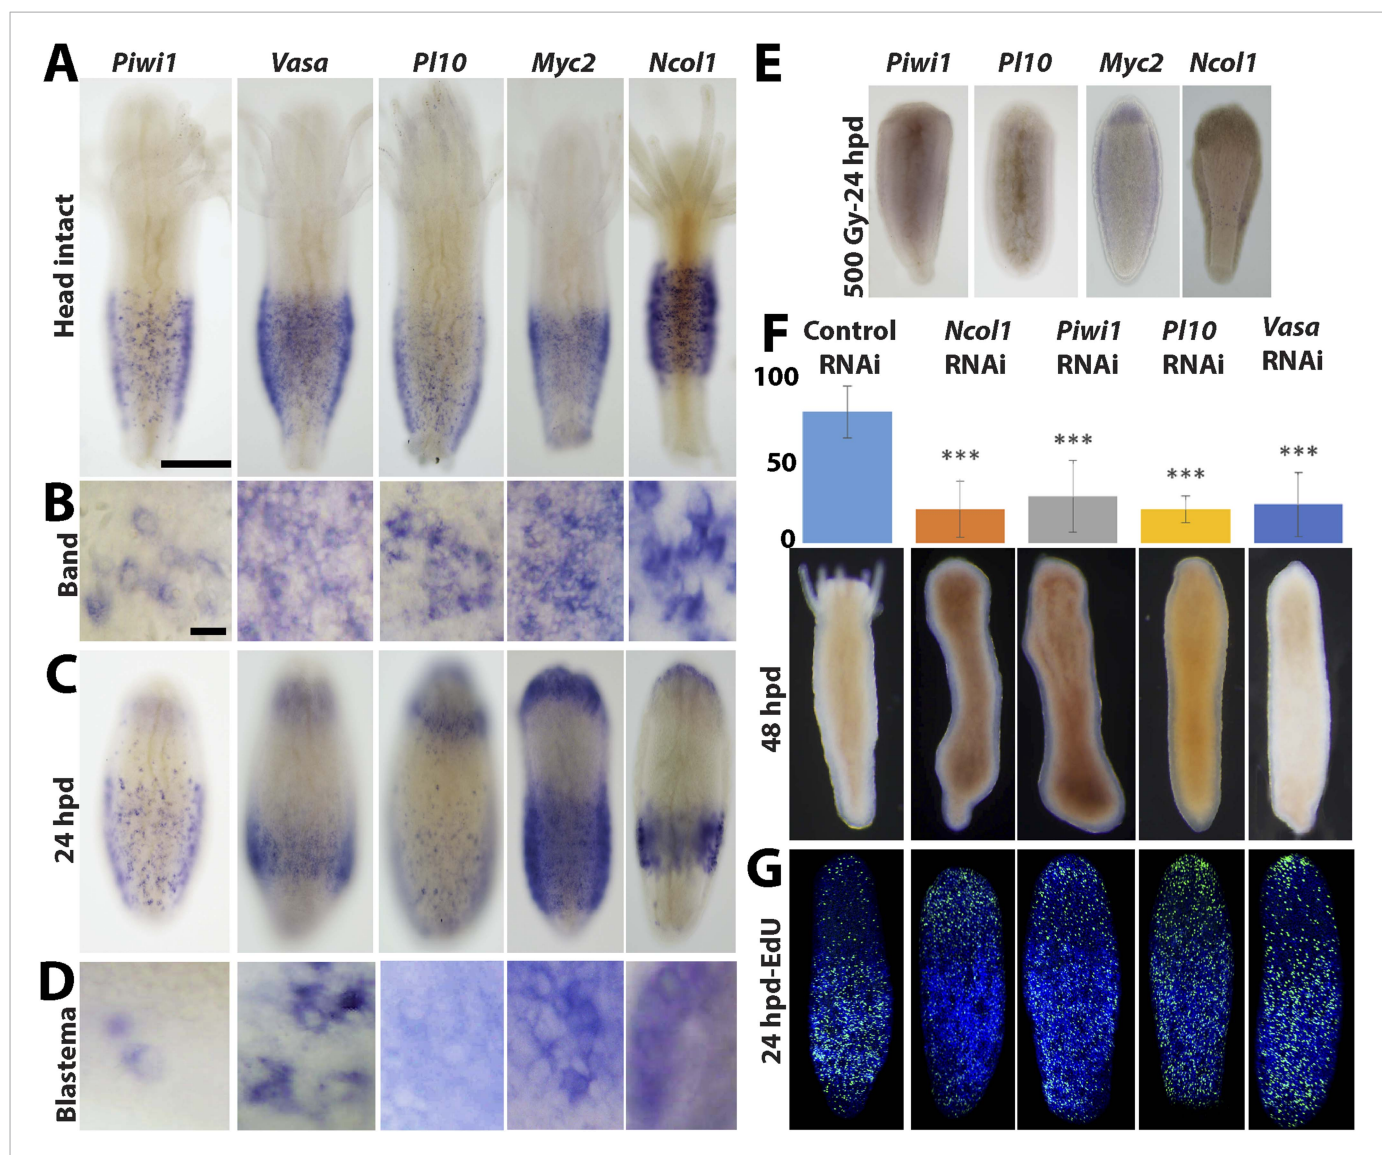 A
Piwi1 Vasa Pl10 Myc2 Ncol1
Head intact
B
Band
C
24 hpd
D
Blastema
E
Piwi1 Pl10 Myc2 Ncol1
500 Gy-24 hpd
F
Control Ncol1 Piwi1 Pl10 Vasa
RNAi RNAi RNAi RNAi RNAi
100
50
0
*** *** *** ***
48 hpd
G
24 hpd-EdU